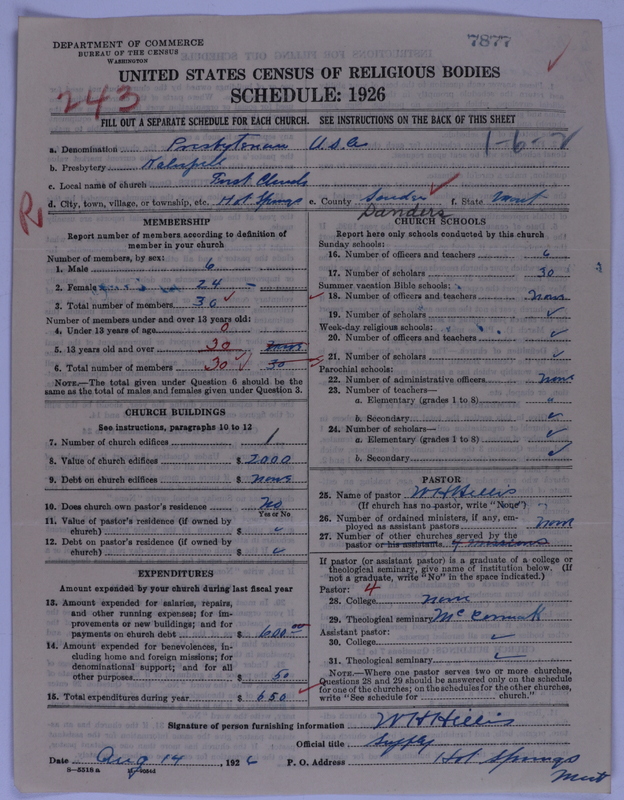 DEPARTMENT OF COMMERCE
BUREAU OF THE CENSUS
WASHINGTON
7877
UNITED STATES CENSUS OF RELIGIOUS BODIES
SCHEDULE: 1926
243
FILL OUT A SEPARATE SCHEDULE FOR EACH CHURCH. SEE INSTRUCTIONS ON THE BACK OF THIS SHEET
1-6-2
a. Denomination Presbyterian U.S.A
b. Presbytery Kalispell
c. Local name of church First Church
d. City, town, village, or township, etc. Hot Springs e. County Sanders f. State Mont
Sanders
R
MEMBERSHIP
Report number of members according to definition of member in your church
Number of members, by sex:
1. Male 6
2. Female 24
3. Total number of members 30
Number of members under and over 13 years old:
4. Under 13 years of age 0
5. 13 years old and over 30
6. Total number of members 30 30
NOTE.—The total given under Question 6 should be the same as the total of males and females given under Question 3.
CHURCH BUILDINGS
See instructions, paragraphs 10 to 12
7. Number of church edifices 1
8. Value of church edifices $ 2000
9. Debt on church edifices $ none
10. Does church own pastor's residence? No
Yes or No
11. Value of pastor's residence (if owned by church) $
12. Debt on pastor's residence (if owned by church) $
EXPENDITURES
Amount expended by your church during last fiscal year
13. Amount expended for salaries, repairs, and other running expenses; for improvements or new buildings; and for payments on church debt $ 600.00
14. Amount expended for benevolences, including home and foreign missions; for denominational support; and for all other purposes $ 50
15. Total expenditures during year $ 650
CHURCH SCHOOLS
Report here only schools conducted by this church
Sunday schools:
16. Number of officers and teachers 6
17. Number of scholars 30
Summer vacation Bible schools:
18. Number of officers and teachers none
19. Number of scholars
Week-day religious schools:
20. Number of officers and teachers
21. Number of scholars
Parochial schools:
22. Number of administrative officers none
23. Number of teachers—
a. Elementary (grades 1 to 8) "
b. Secondary
24. Number of scholars—
a. Elementary (grades 1 to 8)
b. Secondary
PASTOR
25. Name of pastor W H Hillis
(If church has no pastor, write "None")
26. Number of ordained ministers, if any, employed as assistant pastors none
27. Number of other churches served by the pastor or his assistants
If pastor (or assistant pastor) is a graduate of a college or theological seminary, give name of institution below. (If not a graduate, write "No" in the space indicated.)
Pastor: 4
28. College none
29. Theological seminary McCormick
Assistant pastor:
30. College
31. Theological seminary
NOTE.—Where one pastor serves two or more churches, Questions 28 and 29 should be answered only on the schedule for one of the churches; on the schedules for the other churches, write "See schedule for church."
Signature of person furnishing information W H Hillis
Official title Supply
Date Aug 14, 1926 P. O. Address Hot Springs
Mont
8—5518 a